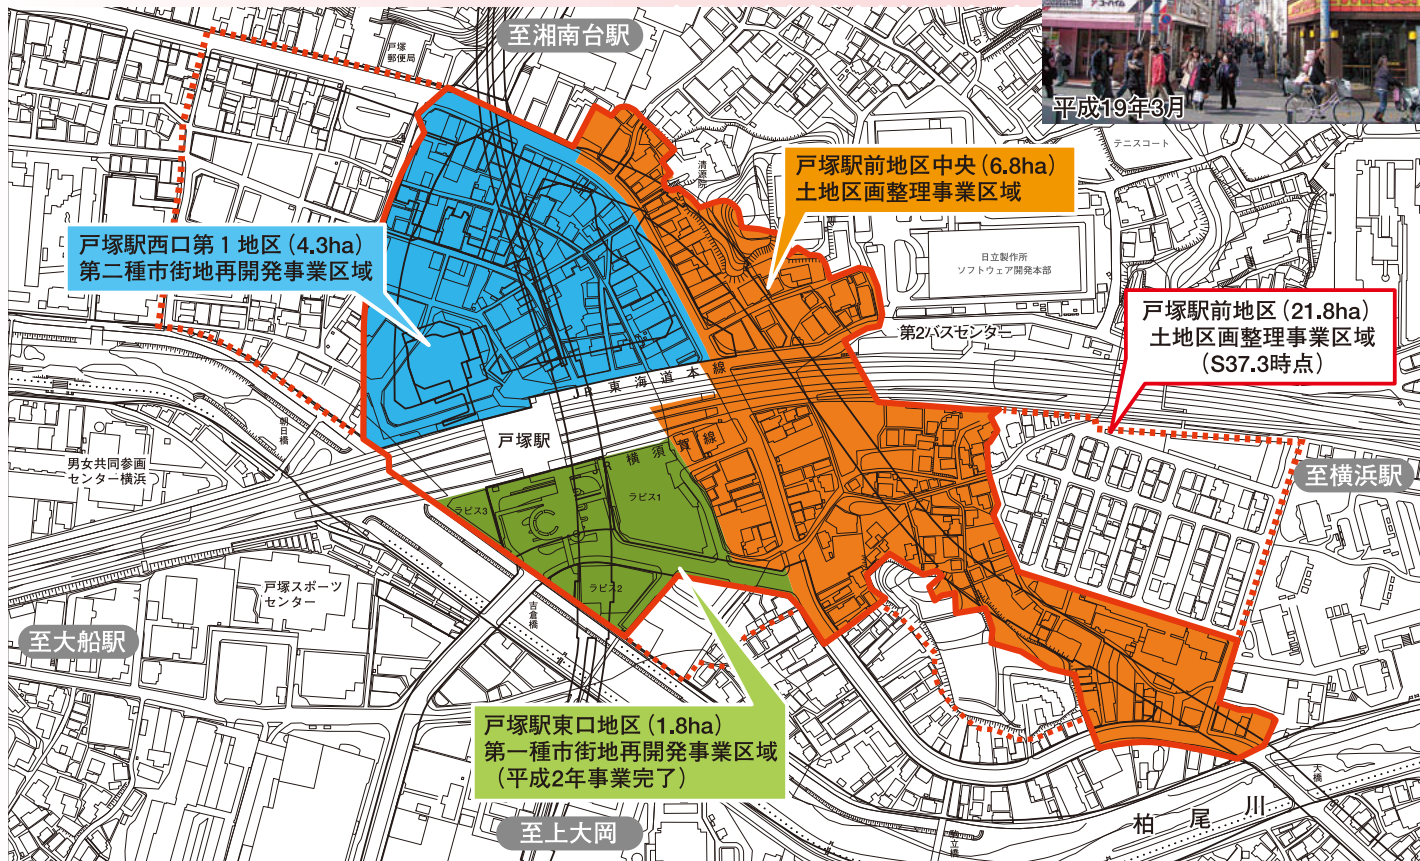 至湘南台駅
戸塚
郵便局
平成19年3月
テニスコート
清源院
戸塚駅前地区中央(6.8ha)
土地区画整理事業区域
戸塚駅西口第1地区(4.3ha)
第二種市街地再開発事業区域
日立製作所
ソフトウェア開発本部
戸塚駅前地区(21.8ha)
土地区画整理事業区域
(S37.3時点)
第2バスセンター
JR東海道本線
朝日橋
戸塚駅
JR横須賀線
男女共同参画
センター横浜
至横浜駅
ラピス1
ラピス3
ラピス2
戸塚スポーツ
センター
吉倉橋
至大船駅
戸塚駅東口地区(1.8ha)
第一種市街地再開発事業区域
(平成2年事業完了)
大橋
柏尾川
至上大岡